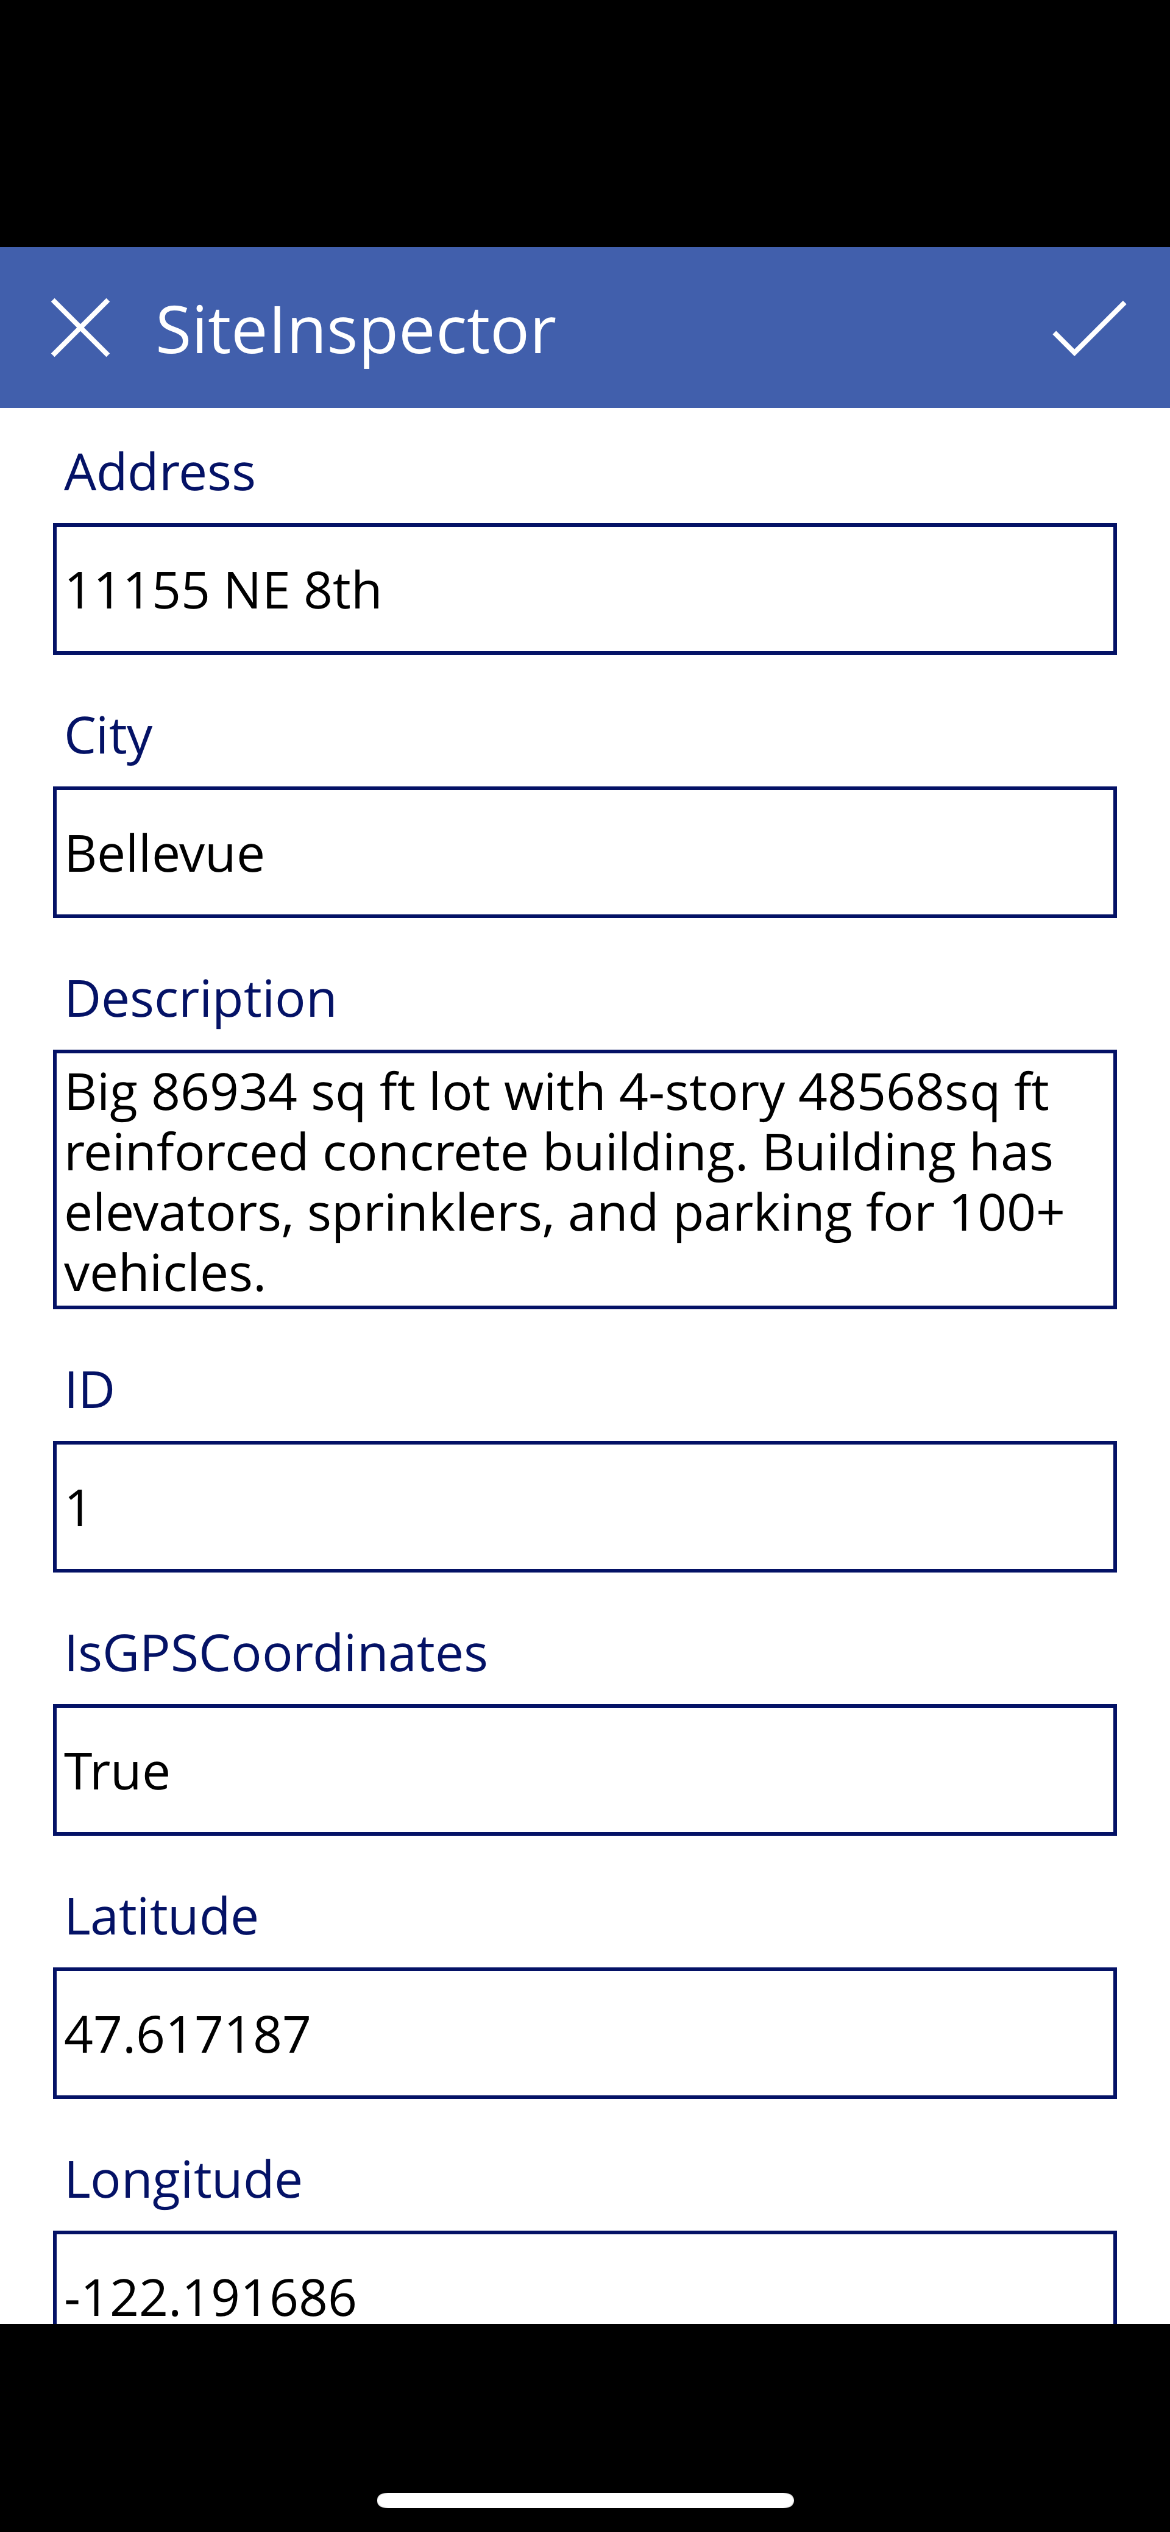 SiteInspector
Address
11155 NE 8th
City
Bellevue
Description
Big 86934 sq ft lot with 4-story 48568sq ft
reinforced concrete building. Building has
elevators, sprinklers, and parking for 100+
vehicles.
ID
1
IsGPSCoordinates
True
Latitude
47.617187
Longitude
-122.191686